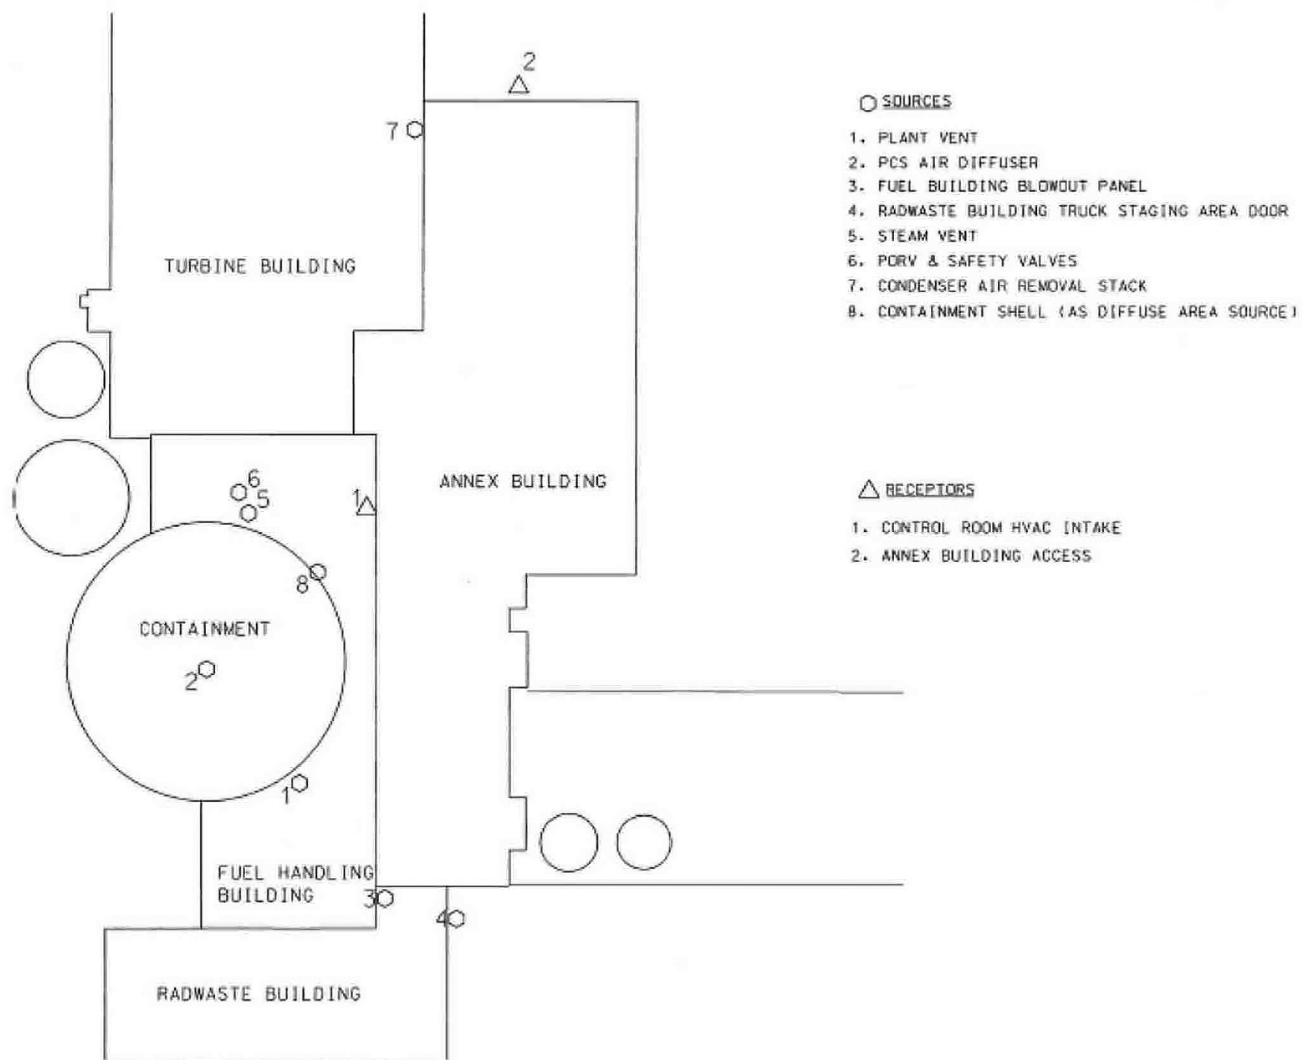 2
7
TURBINE BUILDING
6
5
1
ANNEX BUILDING
8
CONTAINMENT
2
1
FUEL HANDLING
BUILDING
3
4
RADWASTE BUILDING
SOURCES
1. PLANT VENT
2. PCS AIR DIFFUSER
3. FUEL BUILDING BLOWOUT PANEL
4. RADWASTE BUILDING TRUCK STAGING AREA DOOR
5. STEAM VENT
6. PORV & SAFETY VALVES
7. CONDENSER AIR REMOVAL STACK
8. CONTAINMENT SHELL (AS DIFFUSE AREA SOURCE)
RECEPTORS
1. CONTROL ROOM HVAC INTAKE
2. ANNEX BUILDING ACCESS